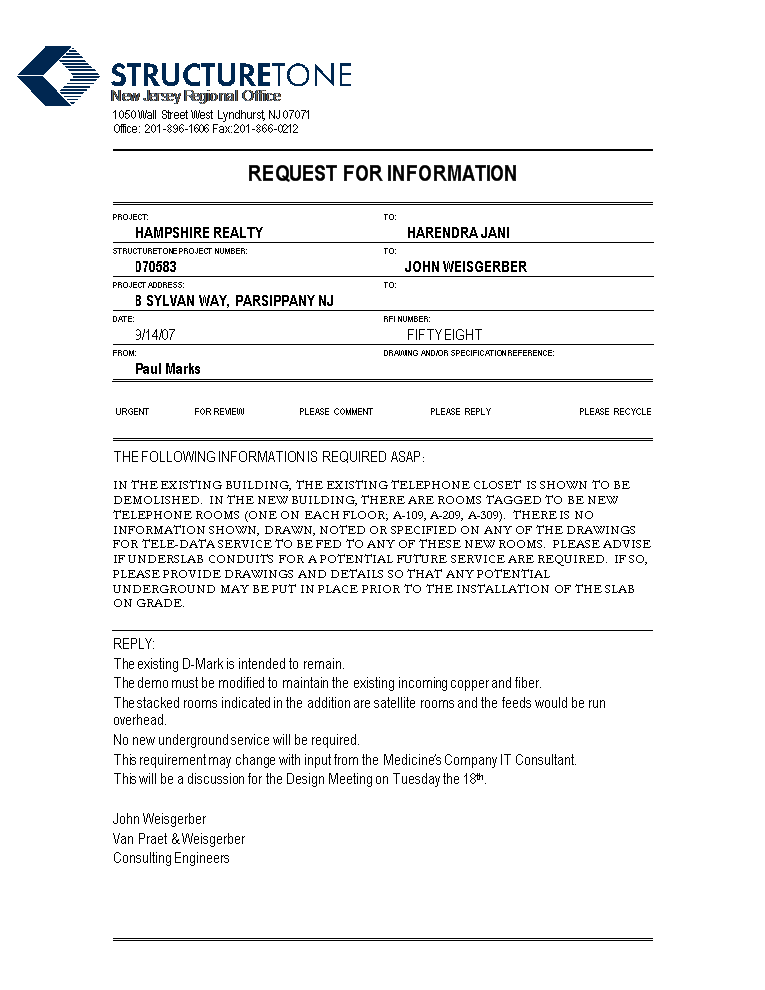 STRUCTURETONE
New Jersey Regional Office
1050 Wall Street West Lyndhurst, NJ 07071
Office: 201-896-1606 Fax:201-866-0212
REQUEST FOR INFORMATION
PROJECT: TO:
HAMPSHIRE REALTY HARENDRA JANI
STRUCTURETONE PROJECT NUMBER: TO:
070583 JOHN WEISGERBER
PROJECT ADDRESS: TO:
8 SYLVAN WAY, PARSIPPANY NJ
DATE: RFI NUMBER:
9/14/07 FIFTY EIGHT
FROM: DRAWING AND/OR SPECIFICATION REFERENCE:
Paul Marks
URGENT FOR REVIEW PLEASE COMMENT PLEASE REPLY PLEASE RECYCLE
THE FOLLOWING INFORMATION IS REQUIRED ASAP:
IN THE EXISTING BUILDING, THE EXISTING TELEPHONE CLOSET IS SHOWN TO BE
DEMOLISHED. IN THE NEW BUILDING, THERE ARE ROOMS TAGGED TO BE NEW
TELEPHONE ROOMS (ONE ON EACH FLOOR; A-109, A-209, A-309). THERE IS NO
INFORMATION SHOWN, DRAWN, NOTED OR SPECIFIED ON ANY OF THE DRAWINGS
FOR TELE-DATA SERVICE TO BE FED TO ANY OF THESE NEW ROOMS. PLEASE ADVISE
IF UNDERSLAB CONDUITS FOR A POTENTIAL FUTURE SERVICE ARE REQUIRED. IF SO,
PLEASE PROVIDE DRAWINGS AND DETAILS SO THAT ANY POTENTIAL
UNDERGROUND MAY BE PUT IN PLACE PRIOR TO THE INSTALLATION OF THE SLAB
ON GRADE.
REPLY:
The existing D-Mark is intended to remain.
The demo must be modified to maintain the existing incoming copper and fiber.
The stacked rooms indicated in the addition are satellite rooms and the feeds would be run
overhead.
No new underground service will be required.
This requirement may change with input from the Medicine's Company IT Consultant.
This will be a discussion for the Design Meeting on Tuesday the 18th.
John Weisgerber
Van Praet & Weisgerber
Consulting Engineers